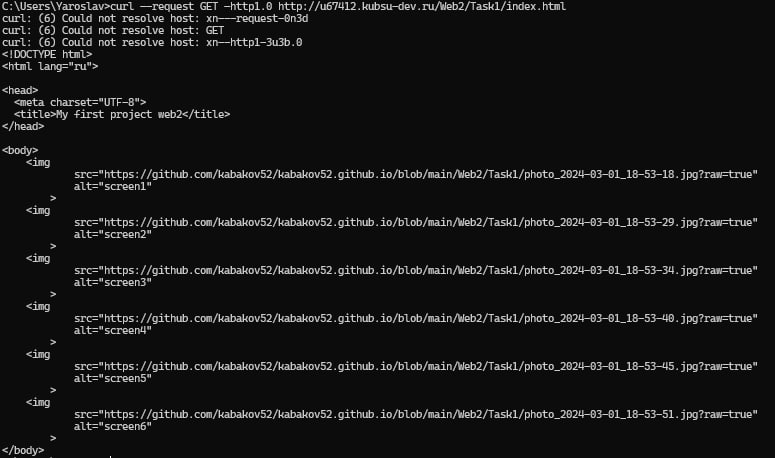 C:\Users\Yaroslav>curl –-request GET –http1.0 http://u67412.kubsu-dev.ru/Web2/Task1/index.html
curl: (6) Could not resolve host: xn---request-0n3d
curl: (6) Could not resolve host: GET
curl: (6) Could not resolve host: xn--http1-3u3b.0
<!DOCTYPE html>
<html lang="ru">
<head>
<meta charset="UTF-8">
<title>My first project web2</title>
</head>
<body>
<img
src="https://github.com/kabakov52/kabakov52.github.io/blob/main/Web2/Task1/photo_2024-03-01_18-53-18.jpg?raw=true"
alt="screen1"
>
<img
src="https://github.com/kabakov52/kabakov52.github.io/blob/main/Web2/Task1/photo_2024-03-01_18-53-29.jpg?raw=true"
alt="screen2"
>
<img
src="https://github.com/kabakov52/kabakov52.github.io/blob/main/Web2/Task1/photo_2024-03-01_18-53-34.jpg?raw=true"
alt="screen3"
>
<img
src="https://github.com/kabakov52/kabakov52.github.io/blob/main/Web2/Task1/photo_2024-03-01_18-53-40.jpg?raw=true"
alt="screen4"
>
<img
src="https://github.com/kabakov52/kabakov52.github.io/blob/main/Web2/Task1/photo_2024-03-01_18-53-45.jpg?raw=true"
alt="screen5"
>
<img
src="https://github.com/kabakov52/kabakov52.github.io/blob/main/Web2/Task1/photo_2024-03-01_18-53-51.jpg?raw=true"
alt="screen6"
>
</body>